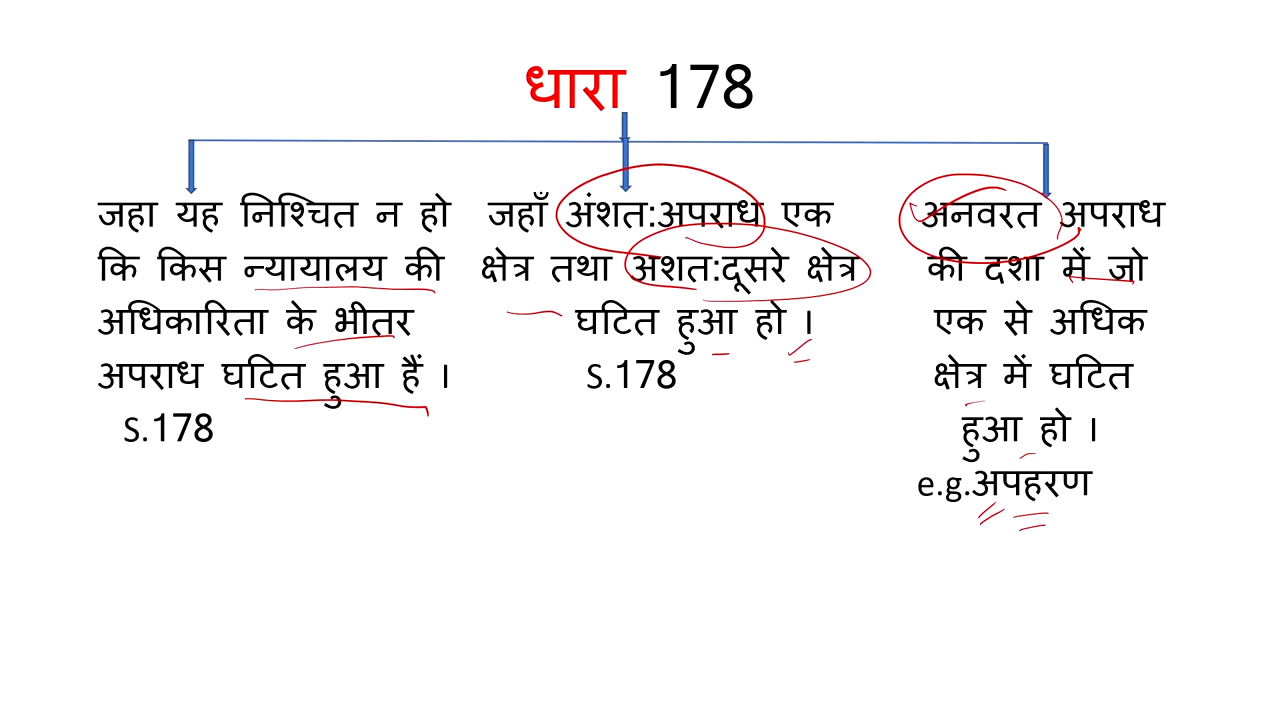 धारा 178
जहा यह निश्चित न हो
कि किस न्यायालय की
अधिकारिता के भीतर
अपराध घटित हुआ हैं ।
S.178
जहाँ अंशत:अपराध एक
क्षेत्र तथा अशत:दूसरे क्षेत्र
घटित हुआ हो ।
S.178
अनवरत अपराध
की दशा में जो
एक से अधिक
क्षेत्र में घटित
हुआ हो ।
e.g.अपहरण